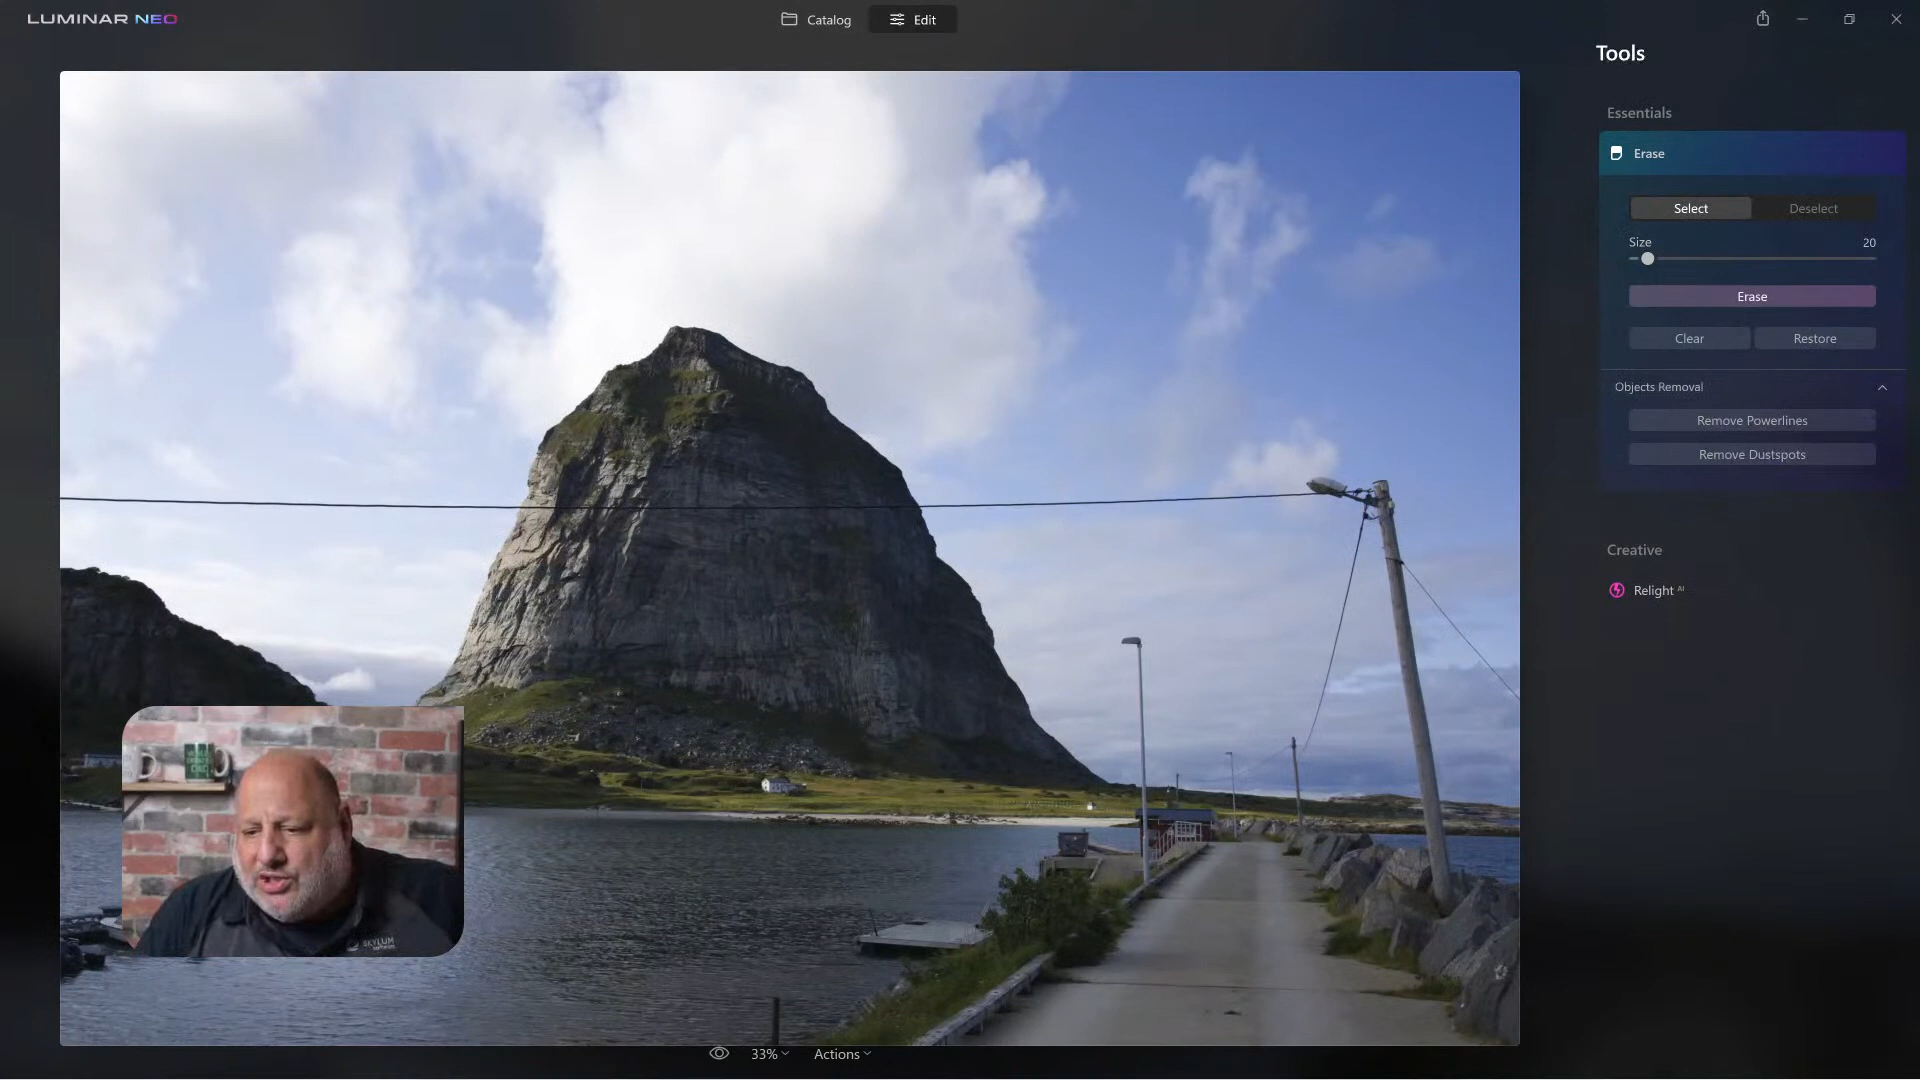 LUMINAR NEO
Catalog
Edit
Tools
Essentials
Erase
Select
Deselect
Size
20
Erase
Clear
Restore
Objects Removal
Remove Powerlines
Remove Dustspots
Creative
Relight AI
SKYLUM
33%
Actions